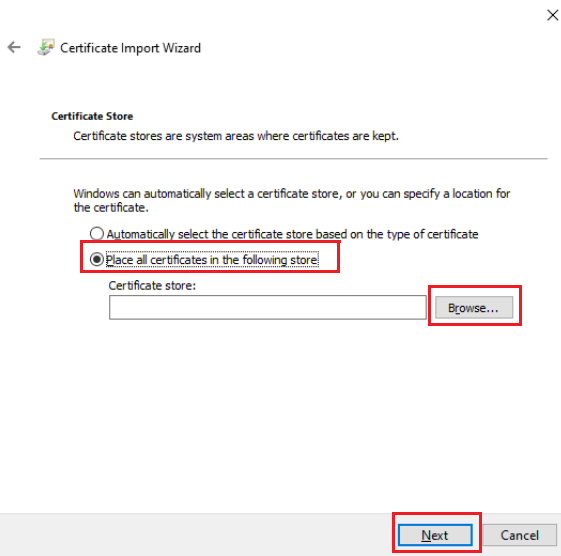 Certificate Import Wizard
Certificate Store
Certificate stores are system areas where certificates are kept.
Windows can automatically select a certificate store, or you can specify a location for
the certificate.
Automatically select the certificate store based on the type of certificate
Place all certificates in the following store
Certificate store:
Browse...
Next
Cancel